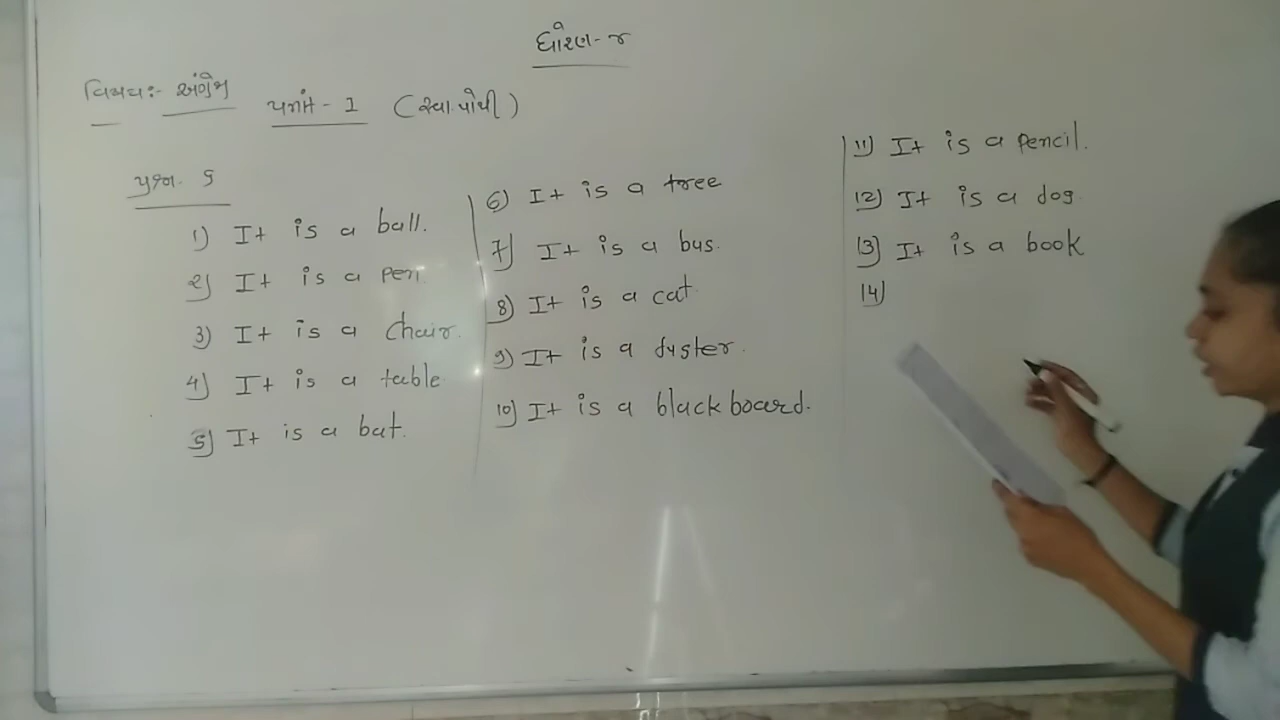 ધોરણ-૪
વિષય:- અંગ્રેજી
પલાંત - 1 (સ્વા.પોથી)
પ્રશ્ન. 5
1) It is a ball.
2) It is a pen.
3) It is a chair.
4) It is a table
5) It is a bat.
6) It is a tree
7) It is a bus.
8) It is a cat.
9) It is a duster.
10) It is a blackboard.
11) It is a pencil.
12) It is a dog.
13) It is a book
14)